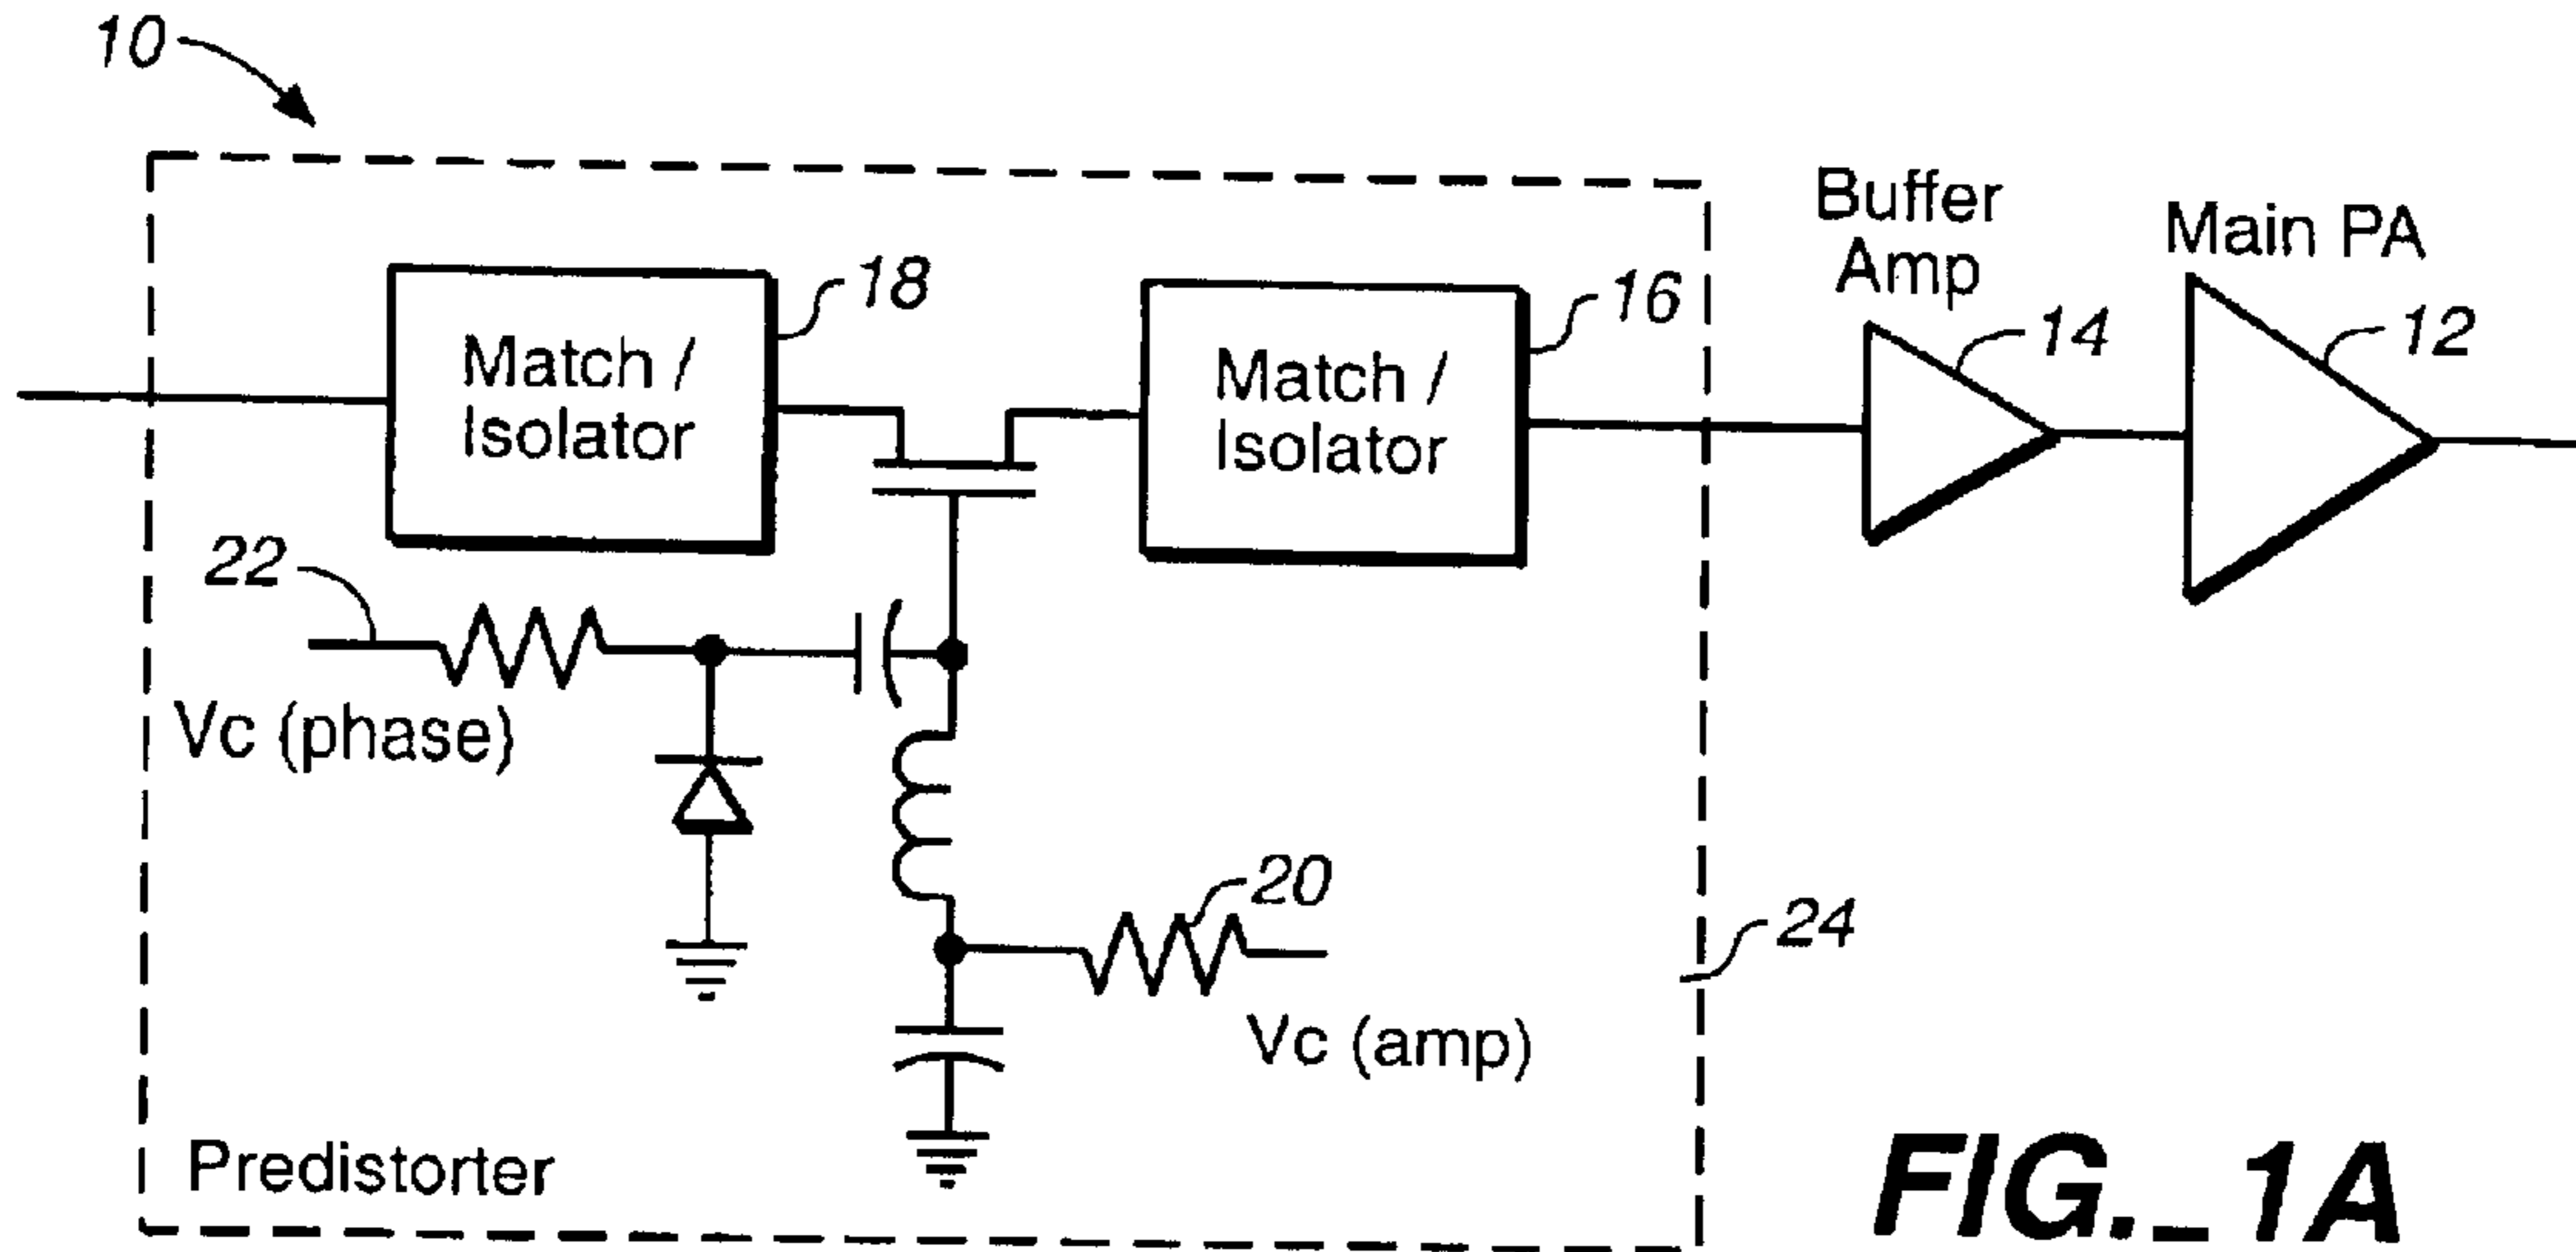 10
Buffer
Amp
Main PA
18
16
14
12
Match /
Isolator
Match /
Isolator
22
Vc (phase)
20
24
Vc (amp)
Predistorter
FIG._1A